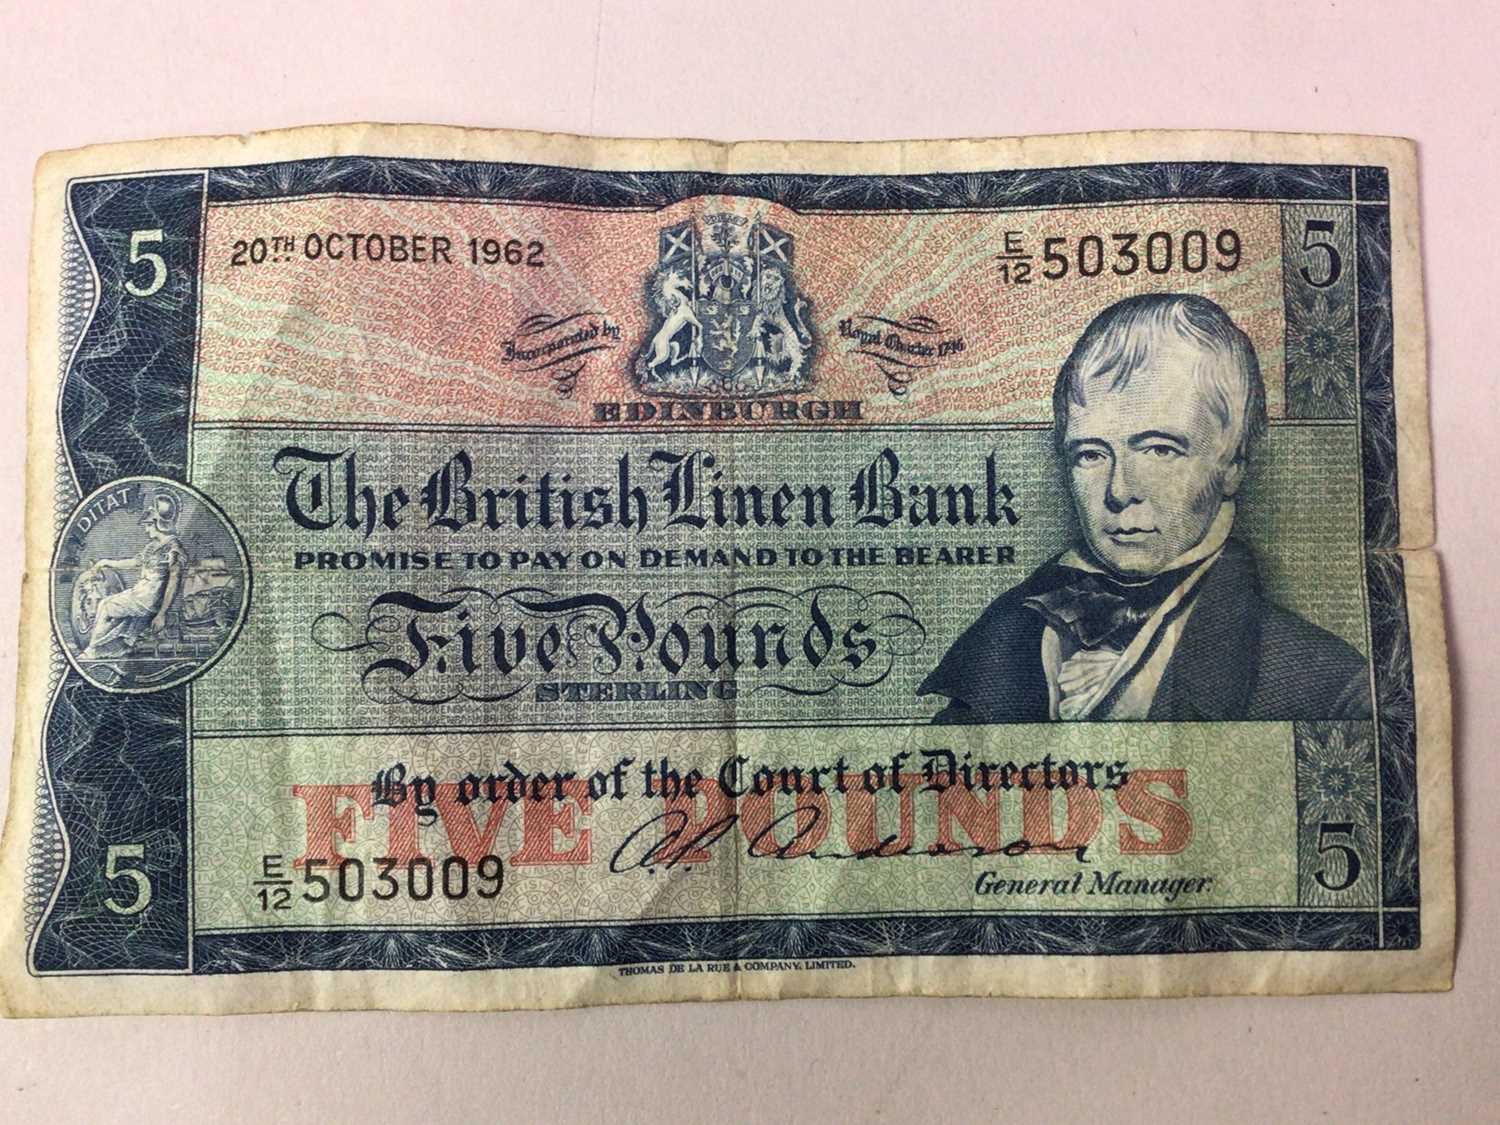 5
20TH OCTOBER 1962
E/12 503009
5
Incorporated by
Royal Charter 1746
EDINBURGH
The British Linen Bank
PROMISE TO PAY ON DEMAND TO THE BEARER
DITAT
Five Pounds
STERLING
By order of the Court of Directors
FIVE POUNDS
A.P. Anderson
E/12 503009
General Manager.
5
5
THOMAS DE LA RUE & COMPANY, LIMITED.